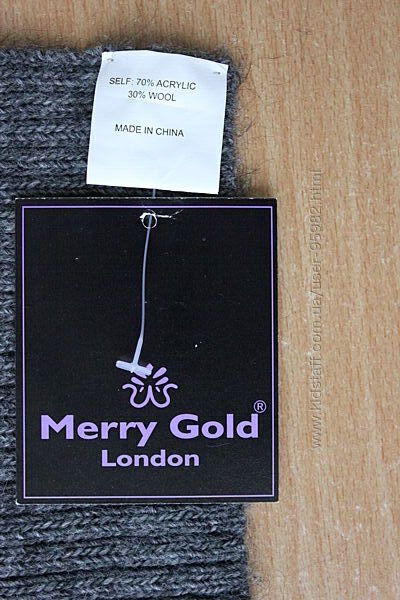 SELF: 70% ACRYLIC
30% WOOL
MADE IN CHINA
Merry Gold®
London
www.kidstaff.com.ua/user-95982.html